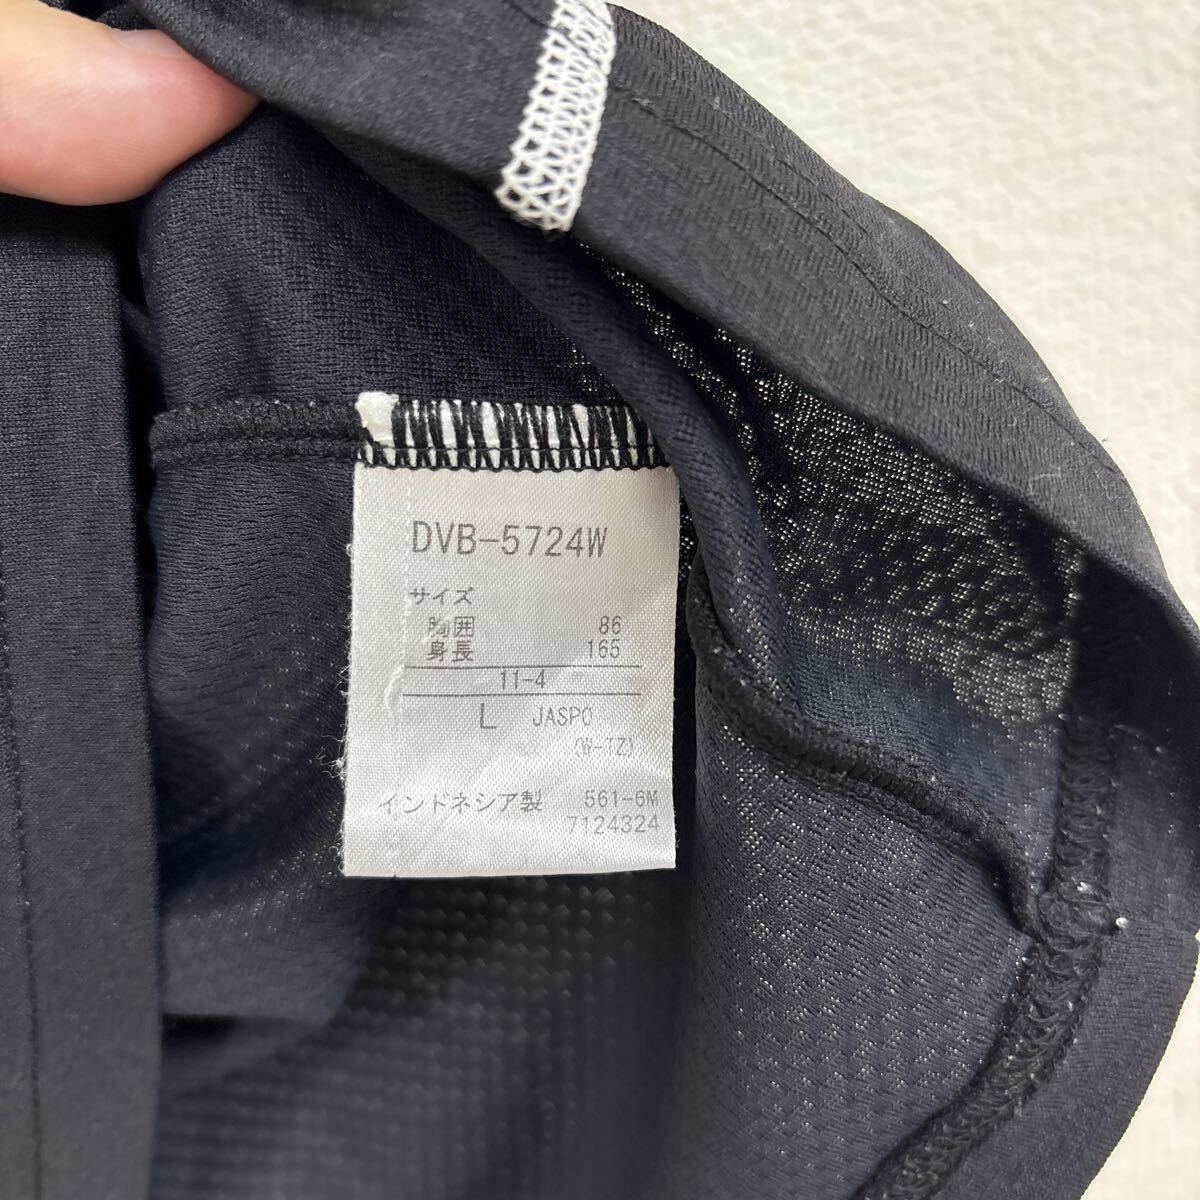 DVB-5724W
サイズ
胸囲 86
身長 165
11-4
L JASPO
(W-TZ)
インドネシア製 561-6M
7124324